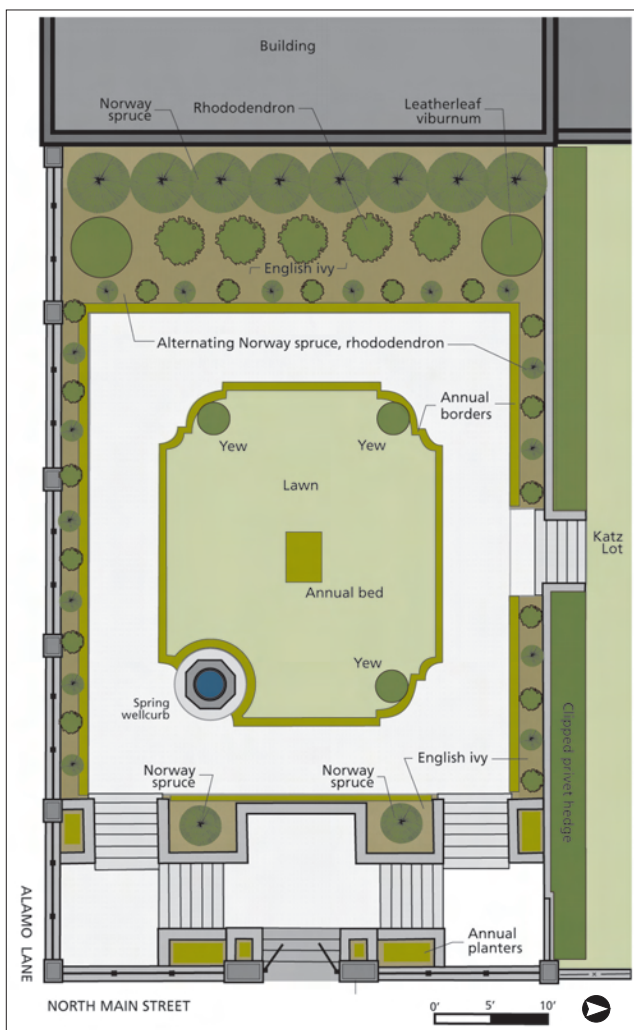 Building
Norway
spruce
Rhododendron
Leatherleaf
viburnum
English ivy
Alternating Norway spruce, rhododendron
Annual
borders
Yew
Yew
Lawn
Katz
Lot
Annual bed
Yew
Spring
wellcurb
Clipped privet hedge
English ivy
Norway
spruce
Norway
spruce
ALAMO LANE
Annual
planters
NORTH MAIN STREET
0' 5' 10'